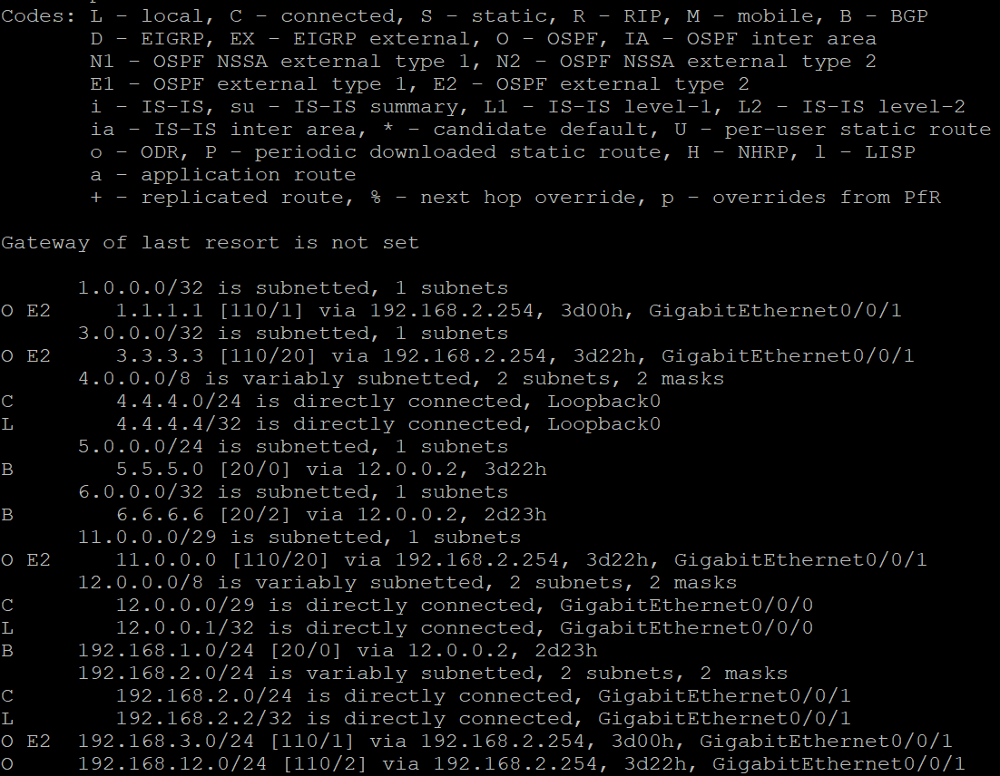 Codes: L - local, C - connected, S - static, R - RIP, M - mobile, B - BGP
       D - EIGRP, EX - EIGRP external, O - OSPF, IA - OSPF inter area
       N1 - OSPF NSSA external type 1, N2 - OSPF NSSA external type 2
       E1 - OSPF external type 1, E2 - OSPF external type 2
       i - IS-IS, su - IS-IS summary, L1 - IS-IS level-1, L2 - IS-IS level-2
       ia - IS-IS inter area, * - candidate default, U - per-user static route
       o - ODR, P - periodic downloaded static route, H - NHRP, l - LISP
       a - application route
       + - replicated route, % - next hop override, p - overrides from PfR

Gateway of last resort is not set

      1.0.0.0/32 is subnetted, 1 subnets
O E2     1.1.1.1 [110/1] via 192.168.2.254, 3d00h, GigabitEthernet0/0/1
      3.0.0.0/32 is subnetted, 1 subnets
O E2     3.3.3.3 [110/20] via 192.168.2.254, 3d22h, GigabitEthernet0/0/1
      4.0.0.0/8 is variably subnetted, 2 subnets, 2 masks
C        4.4.4.0/24 is directly connected, Loopback0
L        4.4.4.4/32 is directly connected, Loopback0
      5.0.0.0/24 is subnetted, 1 subnets
B        5.5.5.0 [20/0] via 12.0.0.2, 3d22h
      6.0.0.0/32 is subnetted, 1 subnets
B        6.6.6.6 [20/2] via 12.0.0.2, 2d23h
      11.0.0.0/29 is subnetted, 1 subnets
O E2     11.0.0.0 [110/20] via 192.168.2.254, 3d22h, GigabitEthernet0/0/1
      12.0.0.0/8 is variably subnetted, 2 subnets, 2 masks
C        12.0.0.0/29 is directly connected, GigabitEthernet0/0/0
L        12.0.0.1/32 is directly connected, GigabitEthernet0/0/0
B     192.168.1.0/24 [20/0] via 12.0.0.2, 2d23h
      192.168.2.0/24 is variably subnetted, 2 subnets, 2 masks
C        192.168.2.0/24 is directly connected, GigabitEthernet0/0/1
L        192.168.2.2/32 is directly connected, GigabitEthernet0/0/1
O E2  192.168.3.0/24 [110/1] via 192.168.2.254, 3d00h, GigabitEthernet0/0/1
O     192.168.12.0/24 [110/2] via 192.168.2.254, 3d22h, GigabitEthernet0/0/1